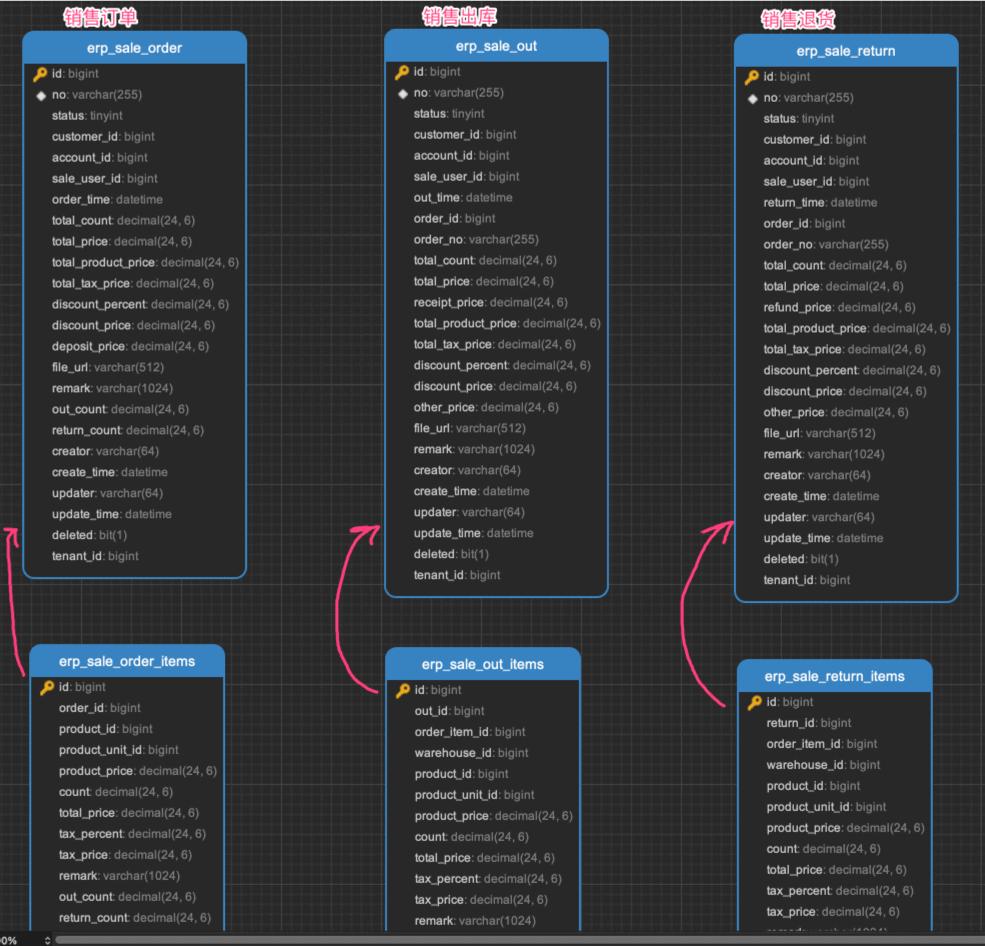 销售订单
erp_sale_order
id: bigint
no: varchar(255)
status: tinyint
customer_id: bigint
account_id: bigint
sale_user_id: bigint
order_time: datetime
total_count: decimal(24, 6)
total_price: decimal(24, 6)
total_product_price: decimal(24, 6)
total_tax_price: decimal(24, 6)
discount_percent: decimal(24, 6)
discount_price: decimal(24, 6)
deposit_price: decimal(24, 6)
file_url: varchar(512)
remark: varchar(1024)
out_count: decimal(24, 6)
return_count: decimal(24, 6)
creator: varchar(64)
create_time: datetime
updater: varchar(64)
update_time: datetime
deleted: bit(1)
tenant_id: bigint
销售出库
erp_sale_out
id: bigint
no: varchar(255)
status: tinyint
customer_id: bigint
account_id: bigint
sale_user_id: bigint
out_time: datetime
order_id: bigint
order_no: varchar(255)
total_count: decimal(24, 6)
total_price: decimal(24, 6)
receipt_price: decimal(24, 6)
total_product_price: decimal(24, 6)
total_tax_price: decimal(24, 6)
discount_percent: decimal(24, 6)
discount_price: decimal(24, 6)
other_price: decimal(24, 6)
file_url: varchar(512)
remark: varchar(1024)
creator: varchar(64)
create_time: datetime
updater: varchar(64)
update_time: datetime
deleted: bit(1)
tenant_id: bigint
销售退货
erp_sale_return
id: bigint
no: varchar(255)
status: tinyint
customer_id: bigint
account_id: bigint
sale_user_id: bigint
return_time: datetime
order_id: bigint
order_no: varchar(255)
total_count: decimal(24, 6)
total_price: decimal(24, 6)
refund_price: decimal(24, 6)
total_product_price: decimal(24, 6)
total_tax_price: decimal(24, 6)
discount_percent: decimal(24, 6)
discount_price: decimal(24, 6)
other_price: decimal(24, 6)
file_url: varchar(512)
remark: varchar(1024)
creator: varchar(64)
create_time: datetime
updater: varchar(64)
update_time: datetime
deleted: bit(1)
tenant_id: bigint
erp_sale_order_items
id: bigint
order_id: bigint
product_id: bigint
product_unit_id: bigint
product_price: decimal(24, 6)
count: decimal(24, 6)
total_price: decimal(24, 6)
tax_percent: decimal(24, 6)
tax_price: decimal(24, 6)
remark: varchar(1024)
out_count: decimal(24, 6)
return_count: decimal(24, 6)
erp_sale_out_items
id: bigint
out_id: bigint
order_item_id: bigint
warehouse_id: bigint
product_id: bigint
product_unit_id: bigint
product_price: decimal(24, 6)
count: decimal(24, 6)
total_price: decimal(24, 6)
tax_percent: decimal(24, 6)
tax_price: decimal(24, 6)
remark: varchar(1024)
erp_sale_return_items
id: bigint
return_id: bigint
order_item_id: bigint
warehouse_id: bigint
product_id: bigint
product_unit_id: bigint
product_price: decimal(24, 6)
count: decimal(24, 6)
total_price: decimal(24, 6)
tax_percent: decimal(24, 6)
tax_price: decimal(24, 6)